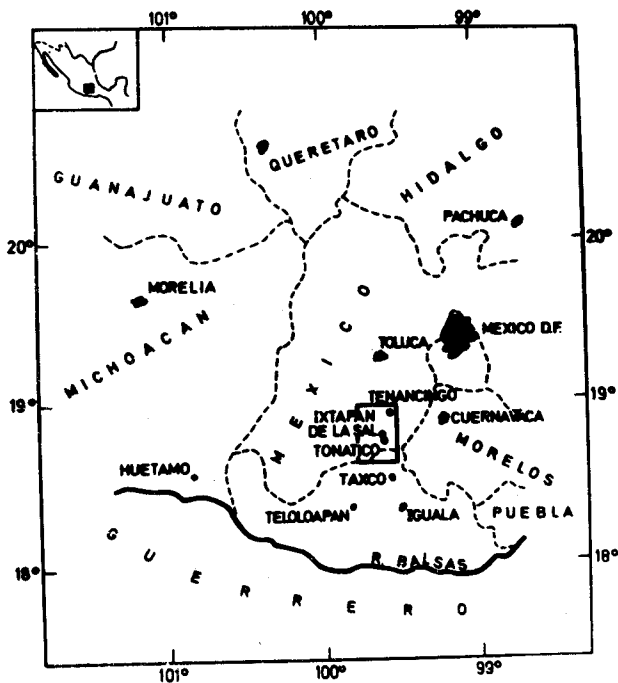 101° 100° 99°
QUERETARO
HIDALGO
GUANAJUATO
PACHUCA
20° 20°
MORELIA
MEXICO D.F.
TOLUCA
MICHOACAN
MEXICO
TENANCINGO
19° 19°
IXTAPAN
DE LA SAL
CUERNAVACA
TONATICO
MORELOS
HUETAMO
TAXCO
TELOLOAPAN
IGUALA
PUEBLA
R. BALSAS
18° 18°
GUERRERO
101° 100° 99°